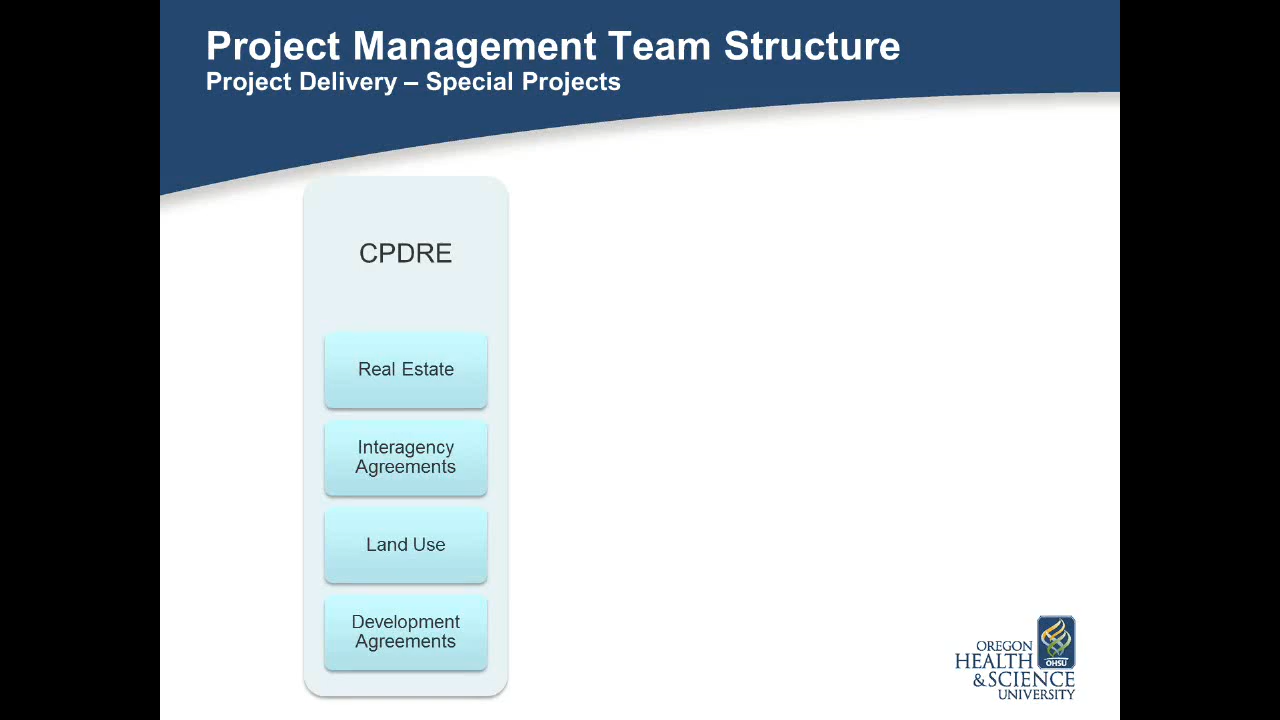 Project Management Team Structure
Project Delivery – Special Projects
CPDRE
Real Estate
Interagency
Agreements
Land Use
Development
Agreements
OREGON
HEALTH
&SCIENCE
UNIVERSITY
OHSU